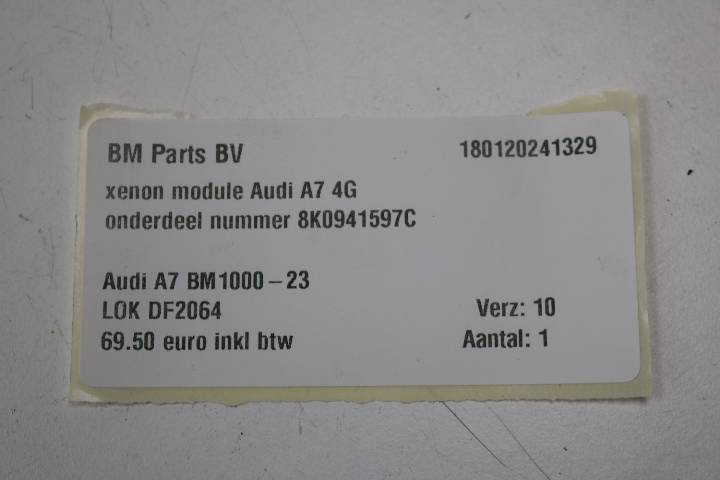 BM Parts BV 180120241329
xenon module Audi A7 4G
onderdeel nummer 8K0941597C
Audi A7 BM1000-23
LOK DF2064 Verz: 10
69.50 euro inkl btw Aantal: 1